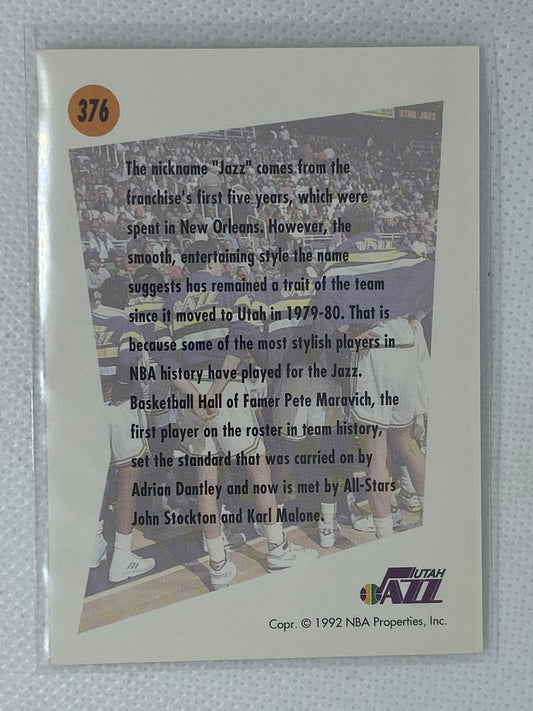 376
UTAH JAZZ
The nickname "Jazz" comes from the
franchise's first five years, which were
spent in New Orleans. However, the
smooth, entertaining style the name
suggests has remained a trait of the team
since it moved to Utah in 1979-80. That is
because some of the most stylish players in
NBA history have played for the Jazz.
Basketball Hall of Famer Pete Maravich, the
first player on the roster in team history,
set the standard that was carried on by
Adrian Dantley and now is met by All-Stars
John Stockton and Karl Malone.
UTAH
JAZZ
Copr. © 1992 NBA Properties, Inc.